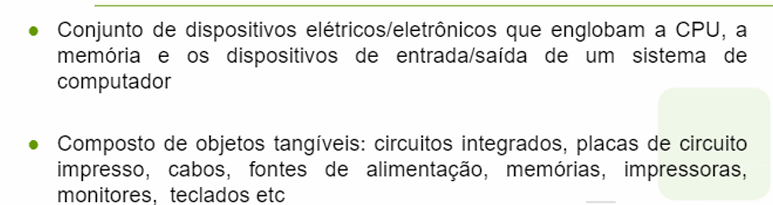 Conjunto de dispositivos elétricos/eletrônicos que englobam a CPU, a
memória e os dispositivos de entrada/saída de um sistema de
computador
Composto de objetos tangíveis: circuitos integrados, placas de circuito
impresso, cabos, fontes de alimentação, memórias, impressoras,
monitores, teclados etc